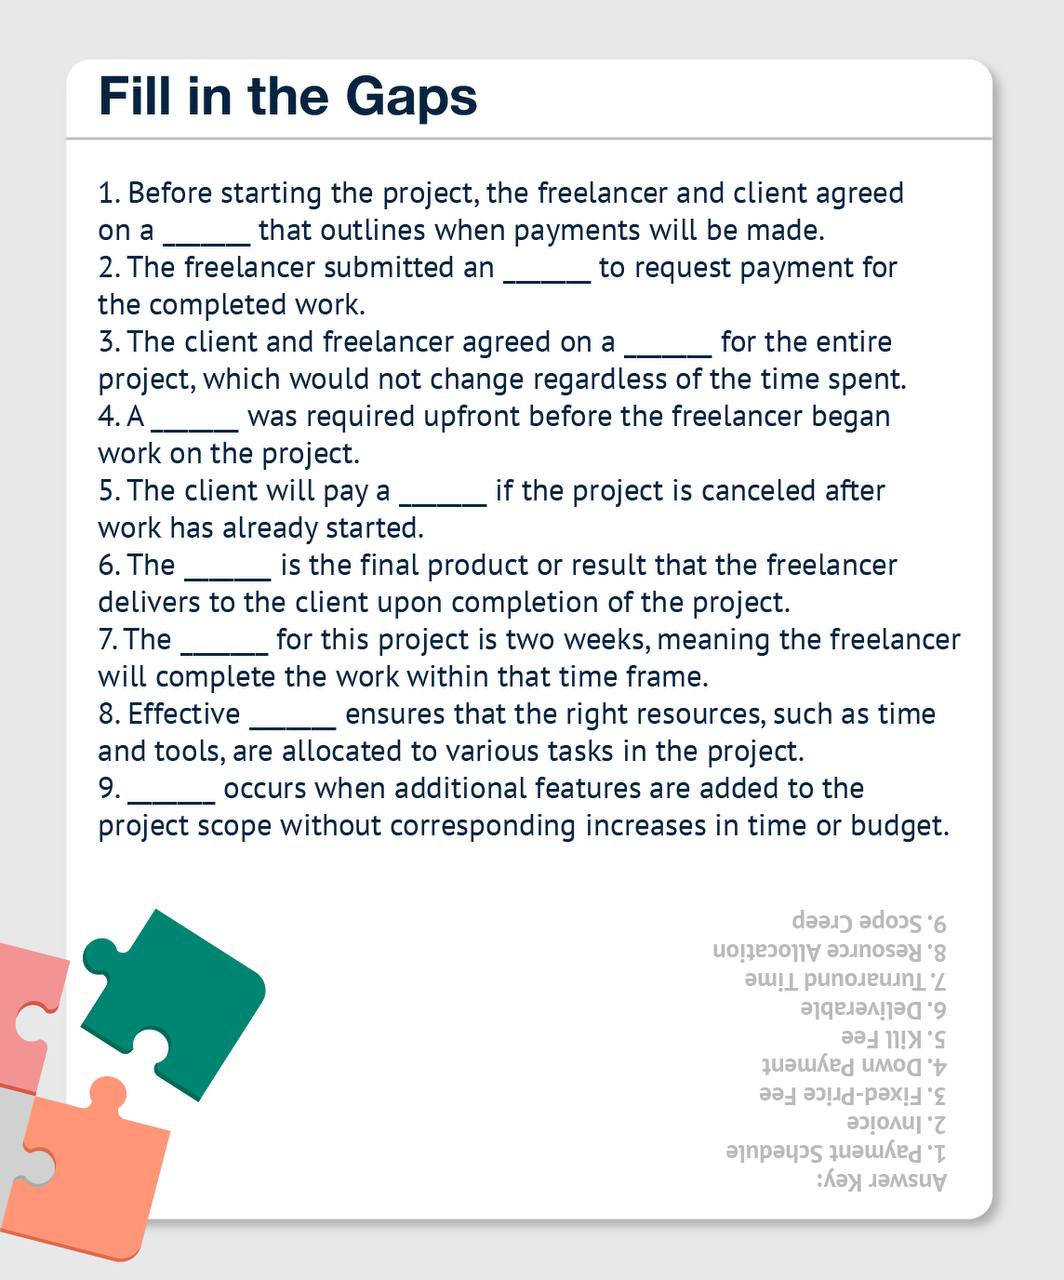 Fill in the Gaps
1. Before starting the project, the freelancer and client agreed
on a _______ that outlines when payments will be made.
2. The freelancer submitted an _______ to request payment for
the completed work.
3. The client and freelancer agreed on a _______ for the entire
project, which would not change regardless of the time spent.
4. A _______ was required upfront before the freelancer began
work on the project.
5. The client will pay a _______ if the project is canceled after
work has already started.
6. The _______ is the final product or result that the freelancer
delivers to the client upon completion of the project.
7. The _______ for this project is two weeks, meaning the freelancer
will complete the work within that time frame.
8. Effective _______ ensures that the right resources, such as time
and tools, are allocated to various tasks in the project.
9. _______ occurs when additional features are added to the
project scope without corresponding increases in time or budget.
Answer Key:
1. Payment Schedule
2. Invoice
3. Fixed-Price Fee
4. Down Payment
5. Kill Fee
6. Deliverable
7. Turnaround Time
8. Resource Allocation
9. Scope Creep